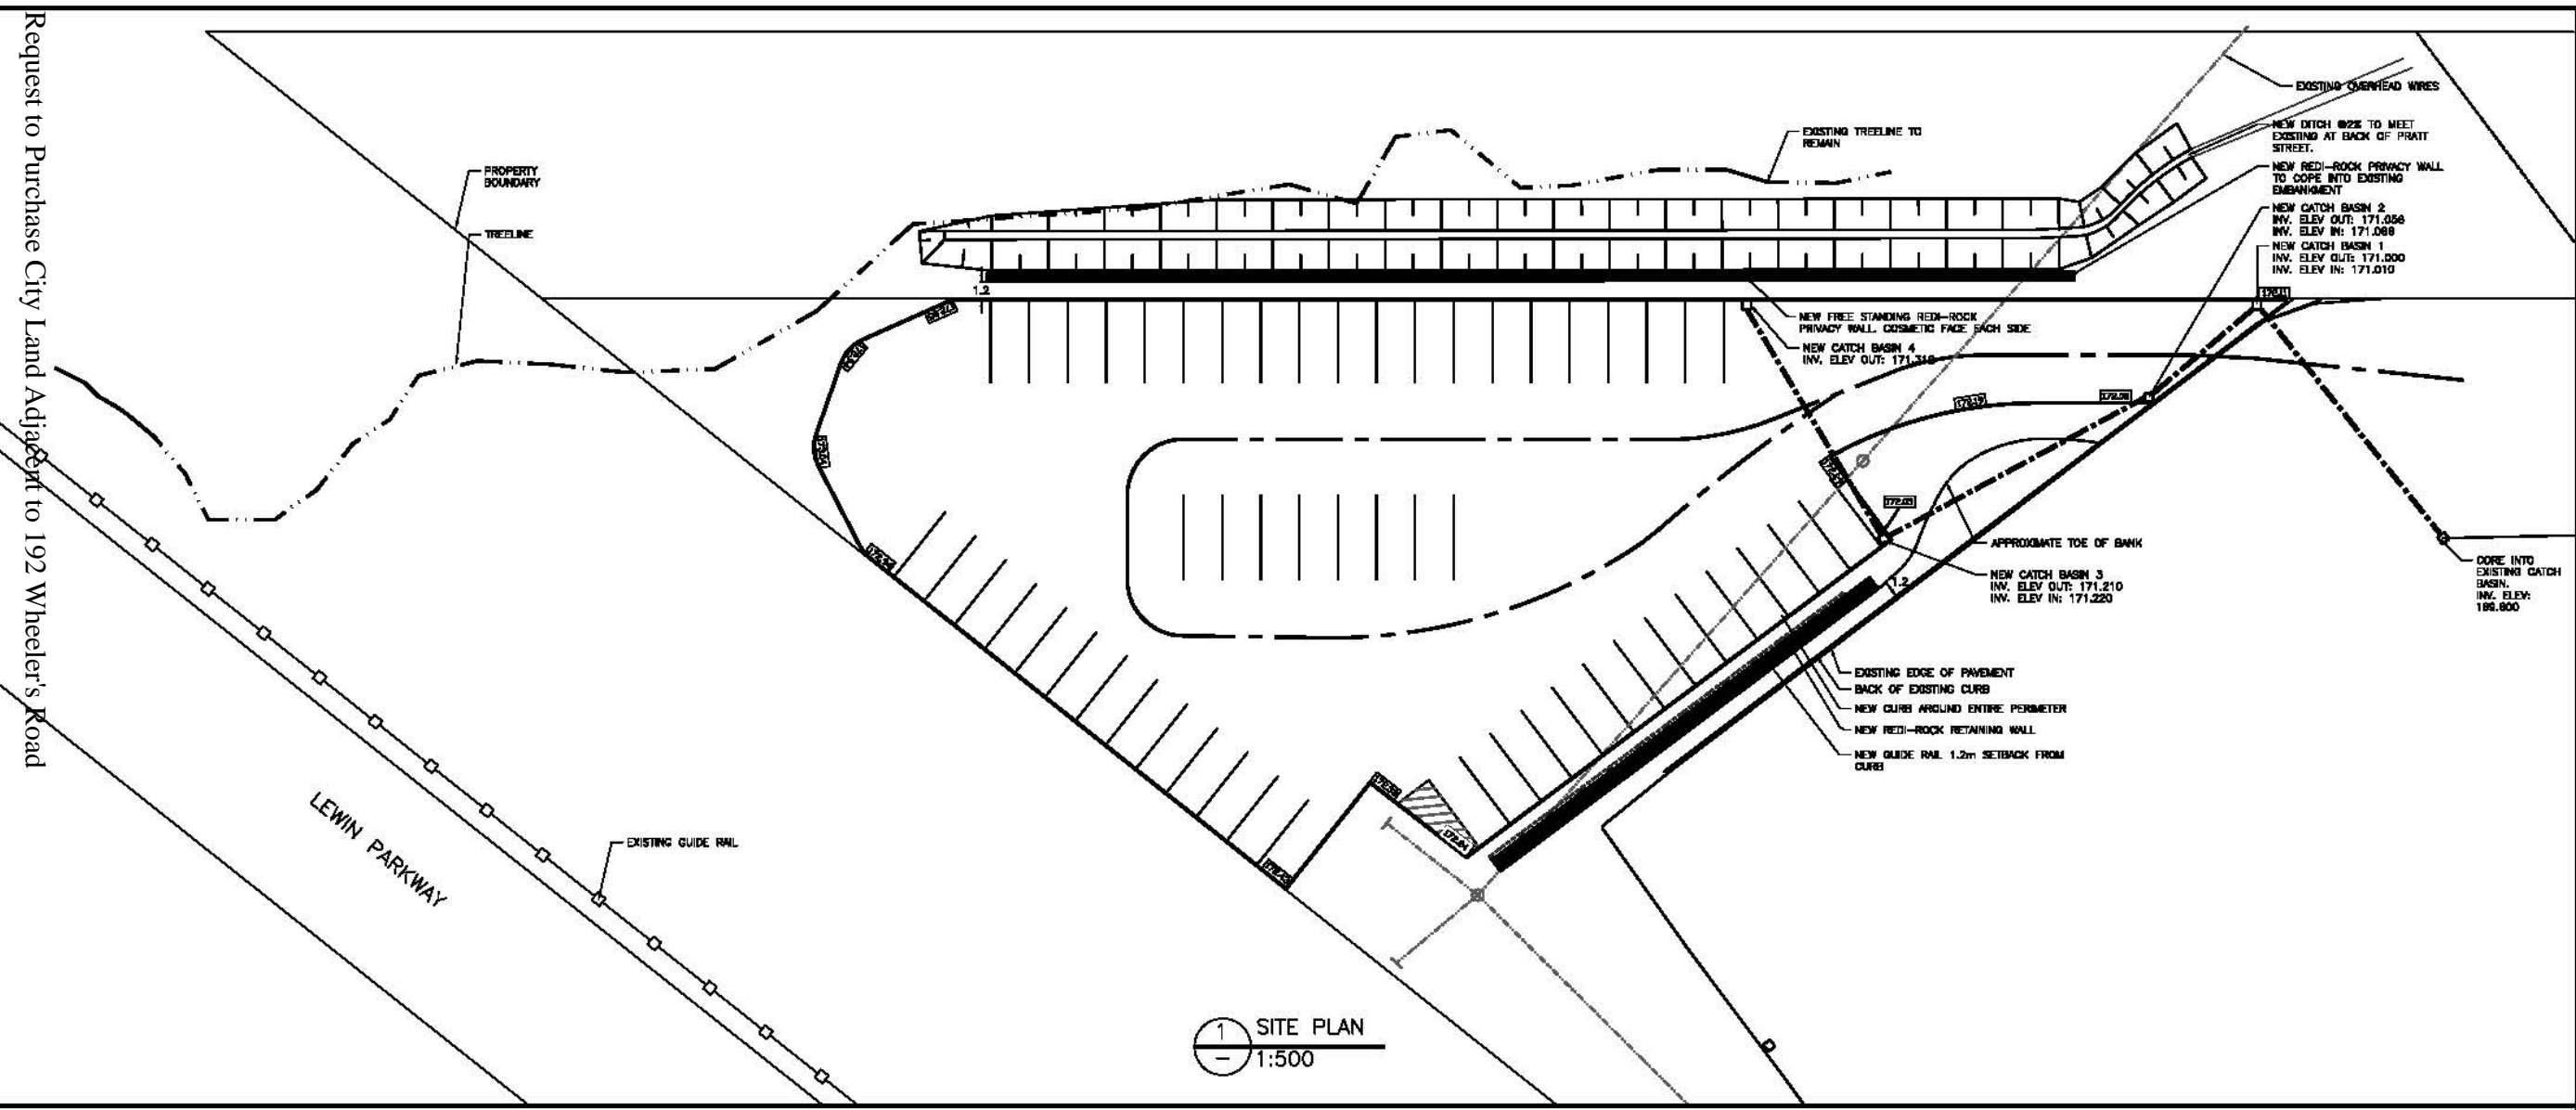 Request to Purchase City Land Adjacent to 192 Wheeler's Road
EXISTING OVERHEAD WIRES
NEW DITCH @2% TO MEET
EXISTING AT BACK OF PRATT
STREET.
NEW REDI-ROCK PRIVACY WALL
TO COPE INTO EXISTING
EMBANKMENT
NEW CATCH BASIN 2
INV. ELEV OUT: 171.056
INV. ELEV IN:
NEW CATCH BASIN 1
INV. ELEV OUT: 171.000
INV. ELEV IN: 171.010
EXISTING TREELINE TO
REMAIN
PROPERTY
BOUNDARY
TREELINE
1.2
NEW FREE STANDING REDI-ROCK
PRIVACY WALL. COSMETIC FACE EACH SIDE
NEW CATCH BASIN 4
INV. ELEV OUT:
172.03
APPROXIMATE TOE OF BANK
1.2
NEW CATCH BASIN 3
INV. ELEV OUT: 171.210
INV. ELEV IN: 171.220
CORE INTO
EXISTING CATCH
BASIN.
INV. ELEV:
EXISTING EDGE OF PAVEMENT
BACK OF EXISTING CURB
NEW CURB AROUND ENTIRE PERIMETER
NEW REDI-ROCK RETAINING WALL
NEW GUIDE RAIL 1.2m SETBACK FROM
CURB
LEWIN PARKWAY
EXISTING GUIDE RAIL
1
SITE PLAN
–
1:500